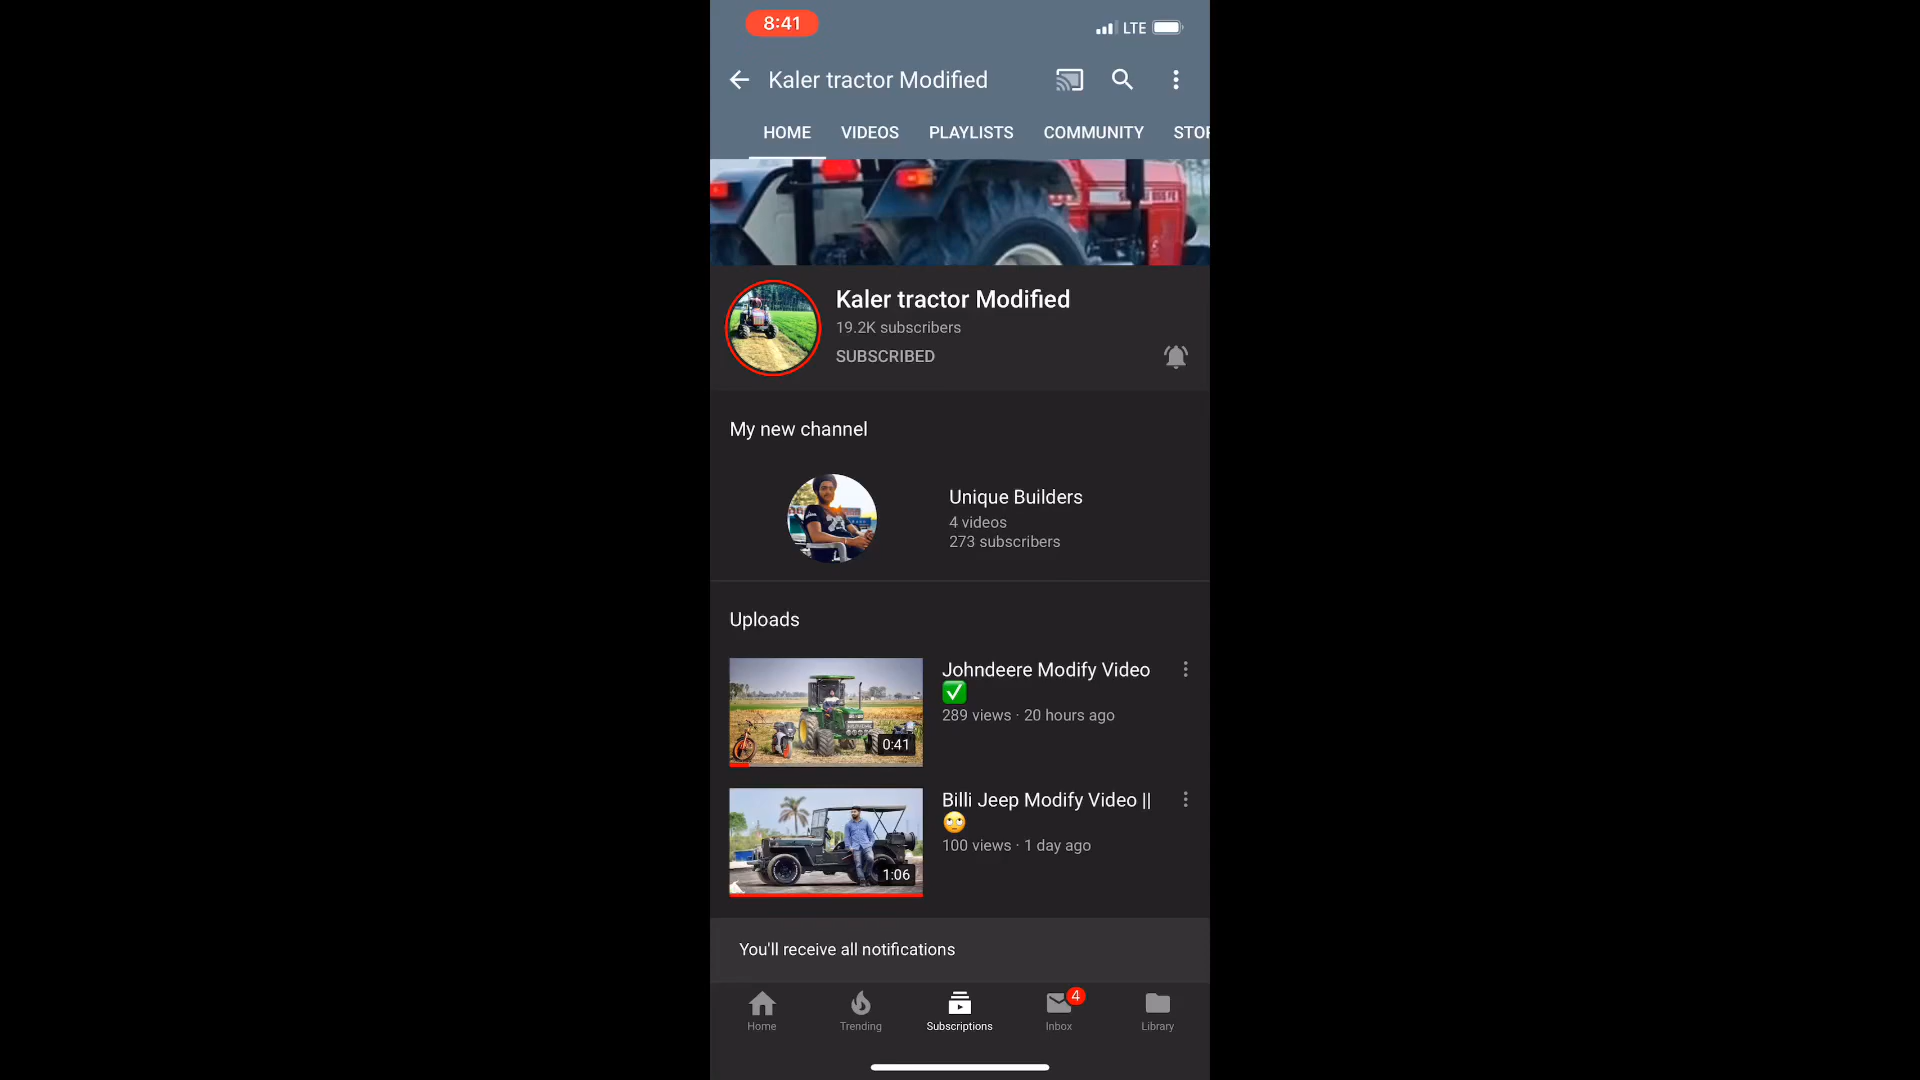 8:41
LTE
Kaler tractor Modified
HOME VIDEOS PLAYLISTS COMMUNITY STOR
Kaler tractor Modified
19.2K subscribers
SUBSCRIBED
My new channel
Unique Builders
4 videos
273 subscribers
Uploads
Johndeere Modify Video
✅
289 views · 20 hours ago
0:41
Billi Jeep Modify Video ||
🙄
100 views · 1 day ago
1:06
You'll receive all notifications
4
Home Trending Subscriptions Inbox Library